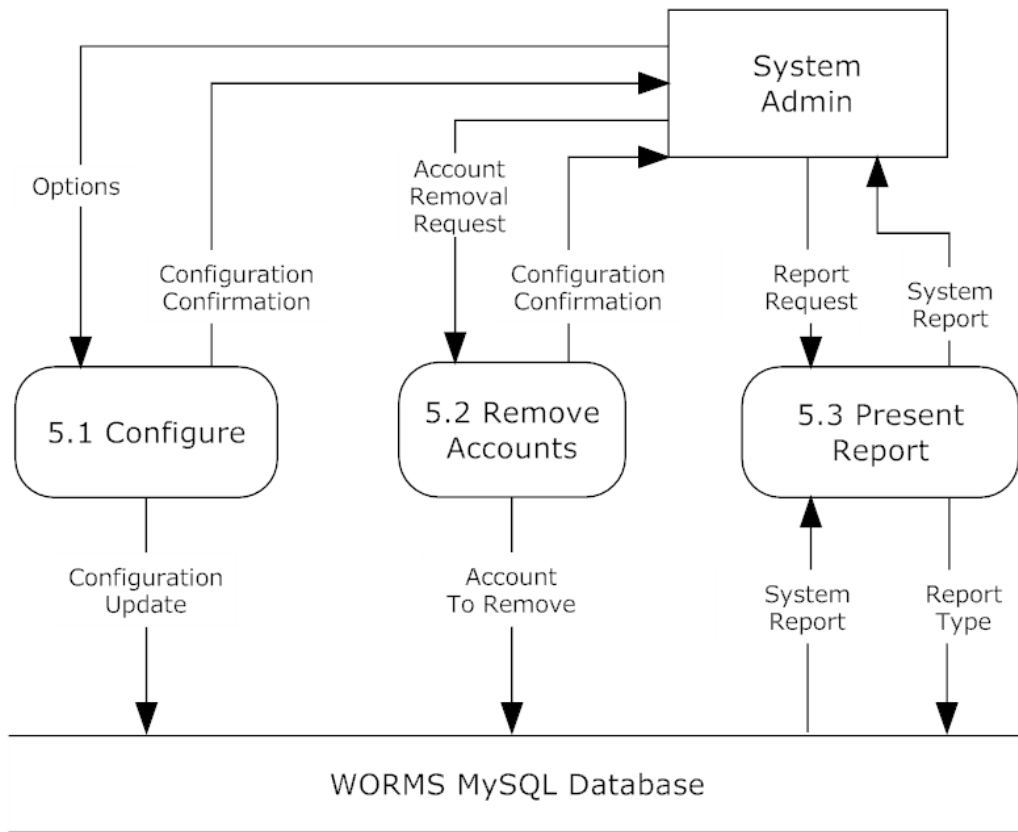 System
Admin
Options
Account
Removal
Request
Configuration
Confirmation
Configuration
Confirmation
Report
Request
System
Report
5.1 Configure
5.2 Remove
Accounts
5.3 Present
Report
Configuration
Update
Account
To Remove
System
Report
Report
Type
WORMS MySQL Database